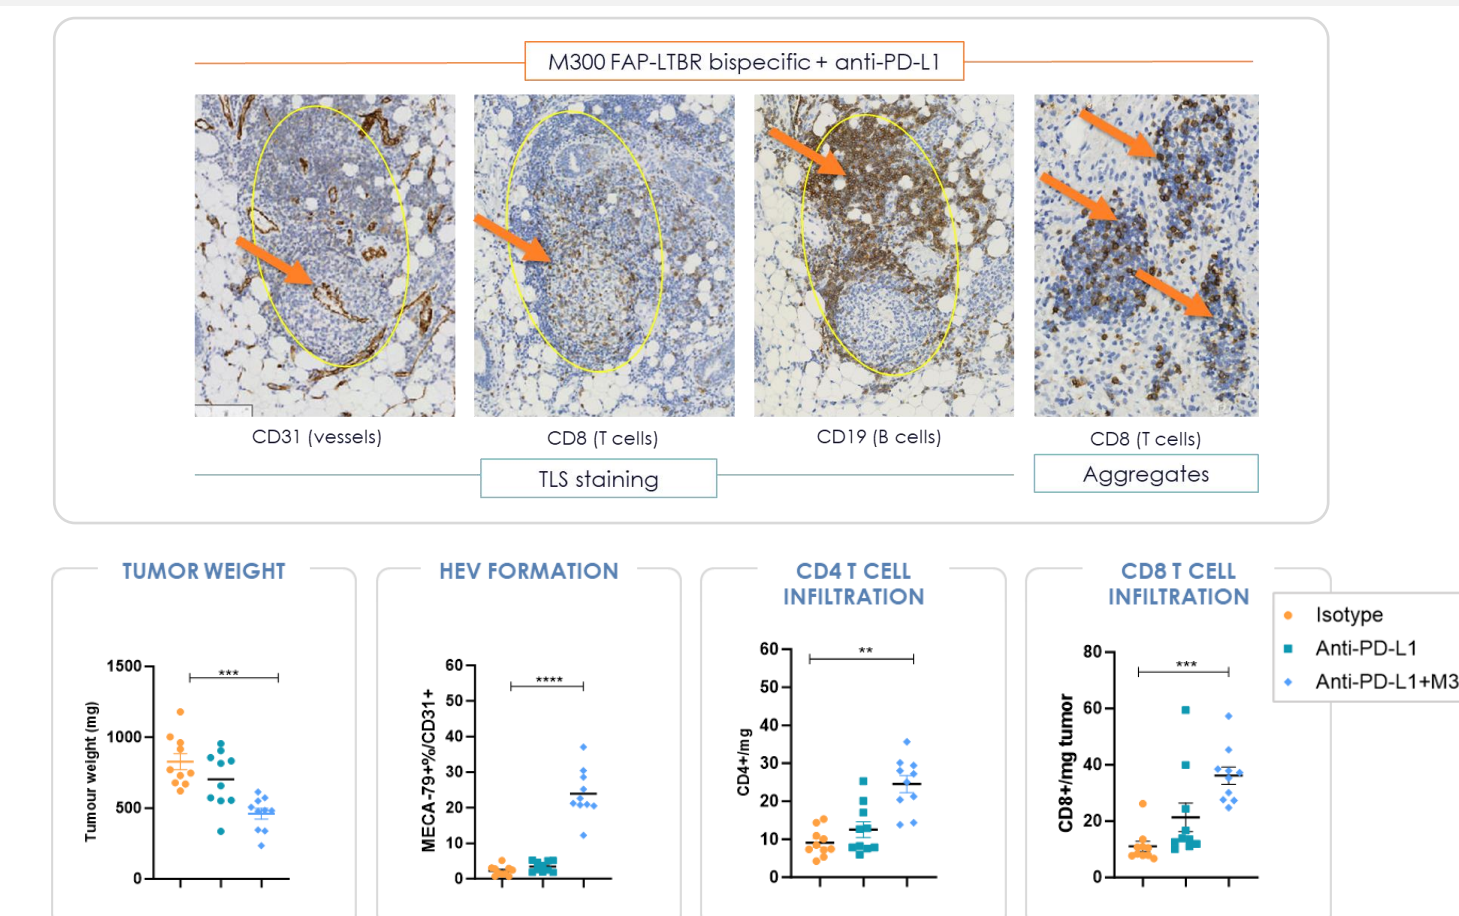 M300 FAP-LTBR bispecific + anti-PD-L1
CD31 (vessels)
CD8 (T cells)
CD19 (B cells)
CD8 (T cells)
TLS staining
Aggregates
TUMOR WEIGHT
Tumour weight (mg)
1500
1000
500
0
***
HEV FORMATION
MECA-79+%/CD31+
60
50
40
30
20
10
0
****
CD4 T CELL
INFILTRATION
CD4+/mg
60
50
40
30
20
10
0
**
CD8 T CELL
INFILTRATION
CD8+/mg tumor
80
60
40
20
0
***
Isotype
Anti-PD-L1
Anti-PD-L1+M3